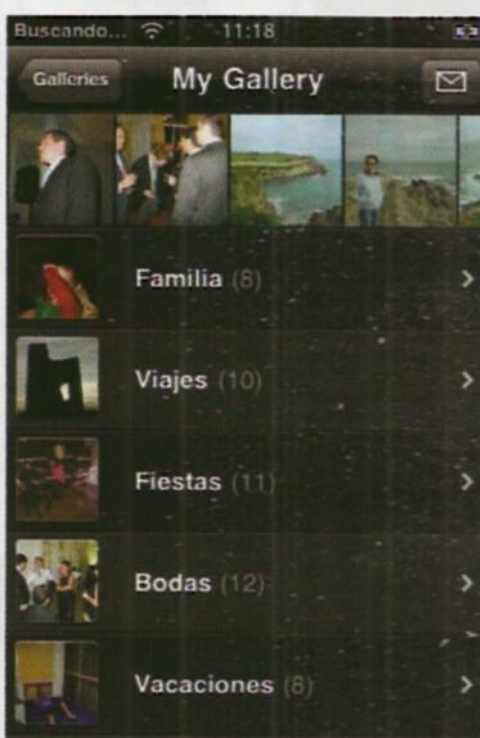 Buscando... 11:18
Galleries My Gallery
Familia (8)
Viajes (10)
Fiestas (11)
Bodas (12)
Vacaciones (8)